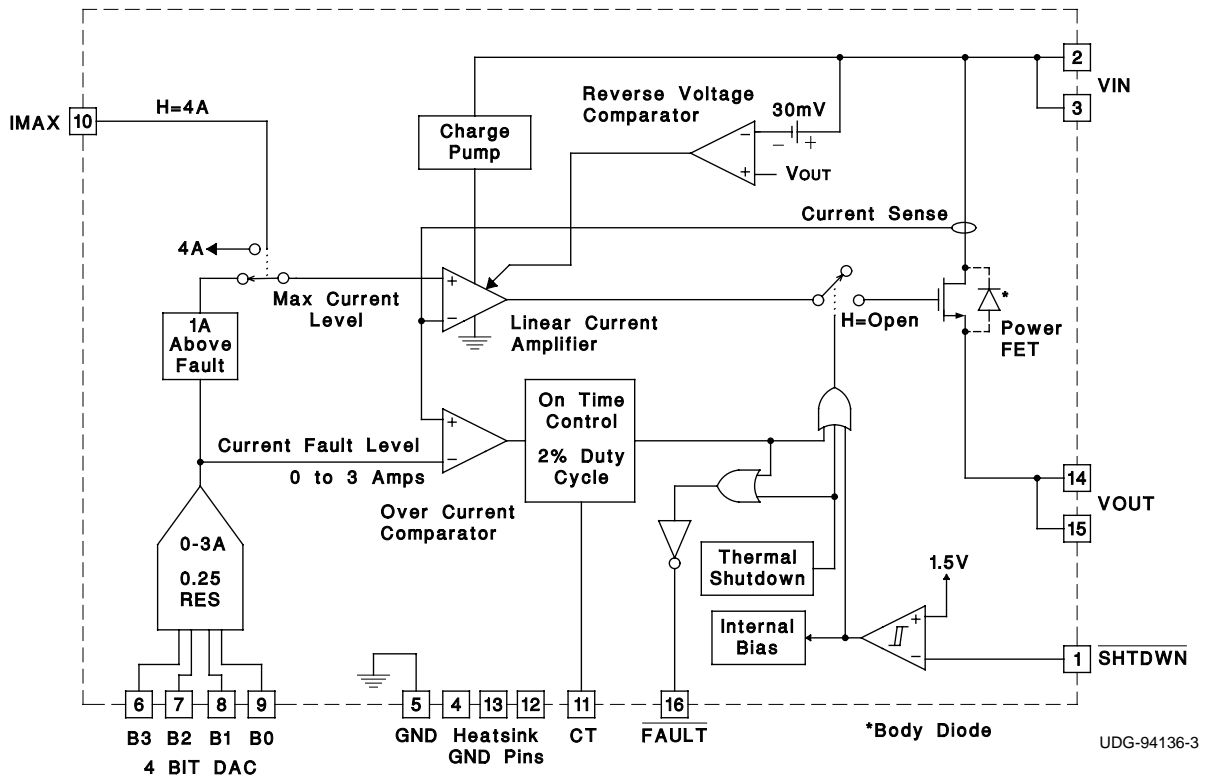 2
VIN
3
Reverse Voltage
Comparator
30mV
−
+
−
+
VOUT
IMAX
10
H=4A
Charge
Pump
Current Sense
4A
Max Current
Level
+
−
Linear Current
Amplifier
H=Open
*
Power
FET
1A
Above
Fault
On Time
Control
2% Duty
Cycle
+
−
Current Fault Level
0 to 3 Amps
Over Current
Comparator
14
VOUT
15
0-3A
0.25
RES
Thermal
Shutdown
1.5V
Internal
Bias
+
−
1
SHTDWN
6
7
8
9
5
4
13
12
11
16
B3
B2
B1
B0
GND
Heatsink
GND Pins
CT
FAULT
*Body Diode
4 BIT DAC
UDG-94136-3